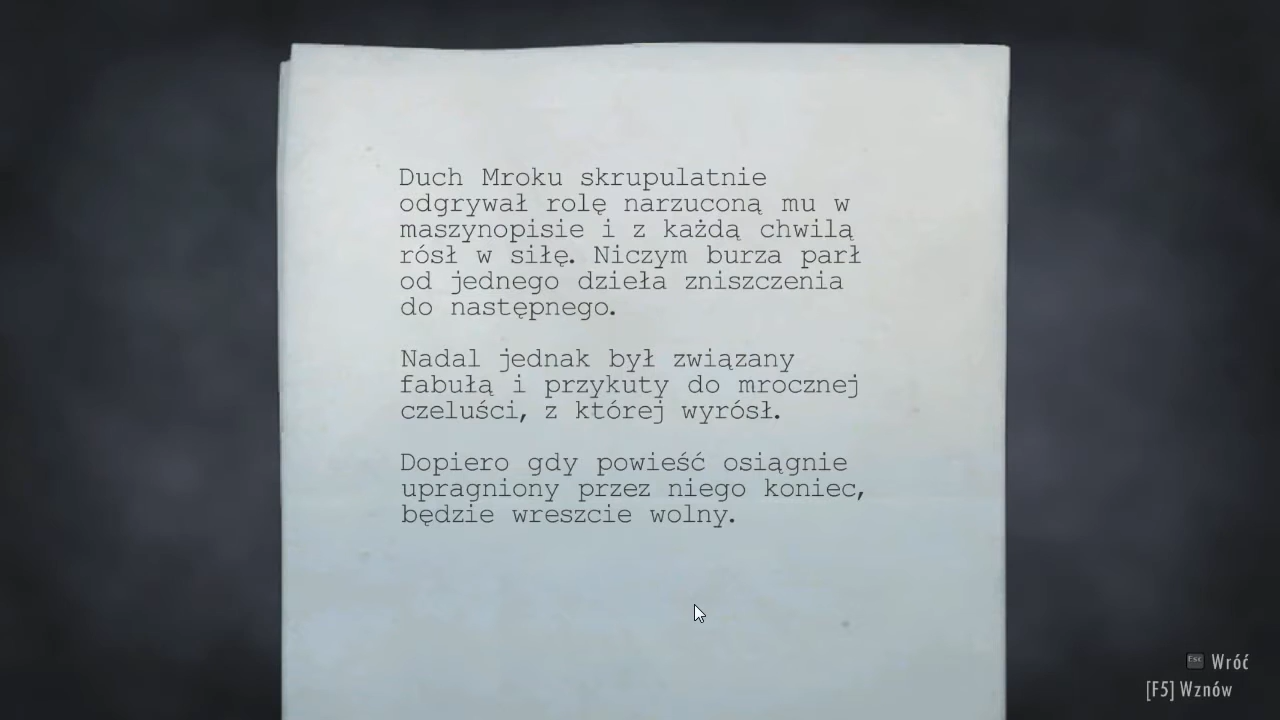 Duch Mroku skrupulatnie
odgrywał rolę narzuconą mu w
maszynopisie i z każdą chwilą
rósł w siłę. Niczym burza parł
od jednego dzieła zniszczenia
do następnego.
Nadal jednak był związany
fabułą i przykuty do mrocznej
czeluści, z której wyrósł.
Dopiero gdy powieść osiągnie
upragniony przez niego koniec,
będzie wreszcie wolny.
Esc Wróć
[F5] Wznów